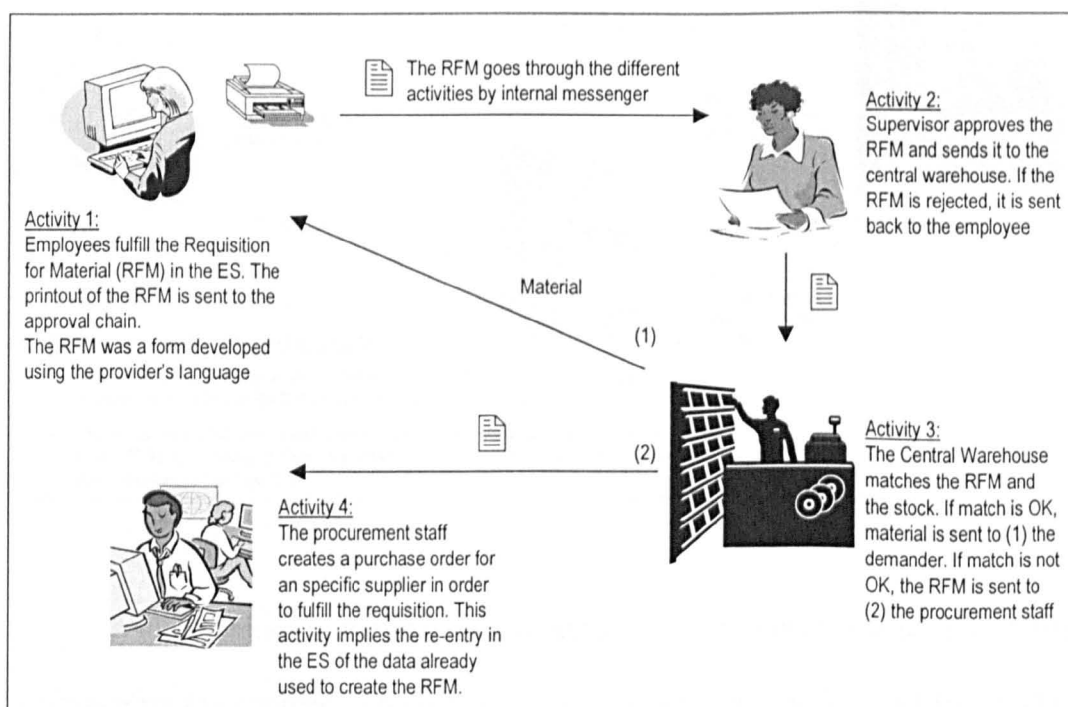 The RFM goes through the different
activities by internal messenger
Activity 2:
Supervisor approves the
RFM and sends it to the
central warehouse. If the
RFM is rejected, it is sent
back to the employee
Activity 1:
Employees fulfill the Requisition
for Material (RFM) in the ES. The
printout of the RFM is sent to the
approval chain.
The RFM was a form developed
using the provider's language
Material
(1)
(2)
Activity 3:
The Central Warehouse
matches the RFM and
the stock. If match is OK,
material is sent to (1) the
demander. If match is not
OK, the RFM is sent to
(2) the procurement staff
Activity 4:
The procurement staff
creates a purchase order for
an specific supplier in order
to fulfill the requisition. This
activity implies the re-entry in
the ES of the data already
used to create the RFM.